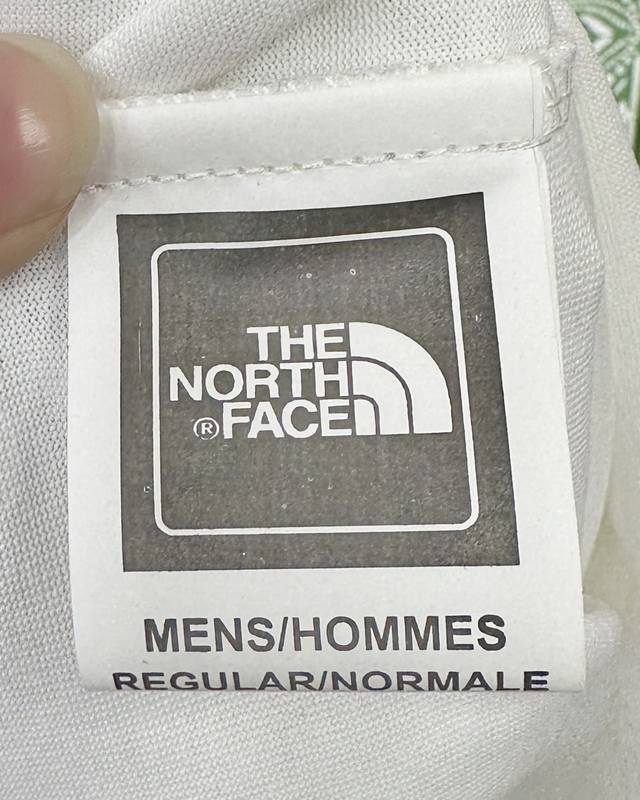 THE
NORTH
®FACE
MENS/HOMMES
REGULAR/NORMALE